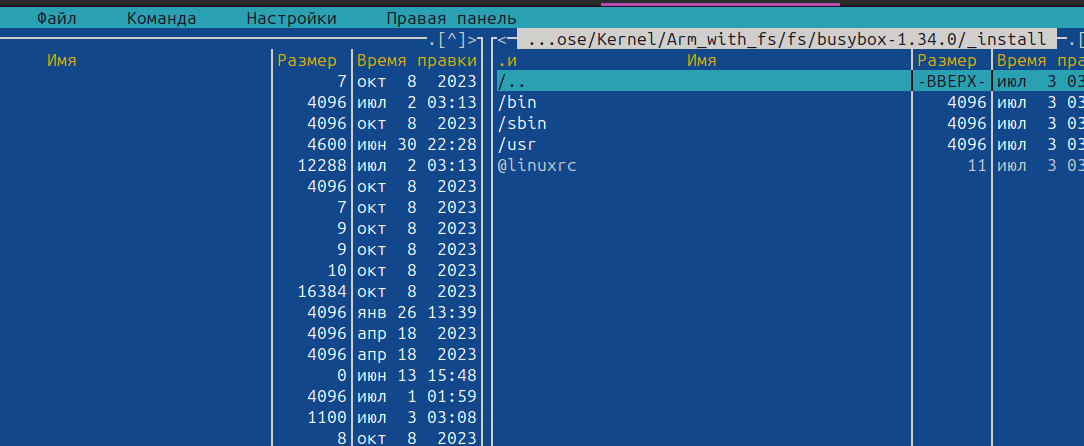 Файл Команда Настройки Правая панель
.[^]> < ...ose/Kernel/Arm_with_fs/fs/busybox-1.34.0/_install .[
Имя Размер Время правки .и Имя Размер Время пра
7 окт 8 2023 /.. -ВВЕРХ- июл 3 03
4096 июл 2 03:13 /bin 4096 июл 3 03
4096 окт 8 2023 /sbin 4096 июл 3 03
4600 июн 30 22:28 /usr 4096 июл 3 03
12288 июл 2 03:13 @linuxrc 11 июл 3 03
4096 окт 8 2023
7 окт 8 2023
9 окт 8 2023
9 окт 8 2023
10 окт 8 2023
16384 окт 8 2023
4096 янв 26 13:39
4096 апр 18 2023
4096 апр 18 2023
0 июн 13 15:48
4096 июл 1 01:59
1100 июл 3 03:08
8 окт 8 2023